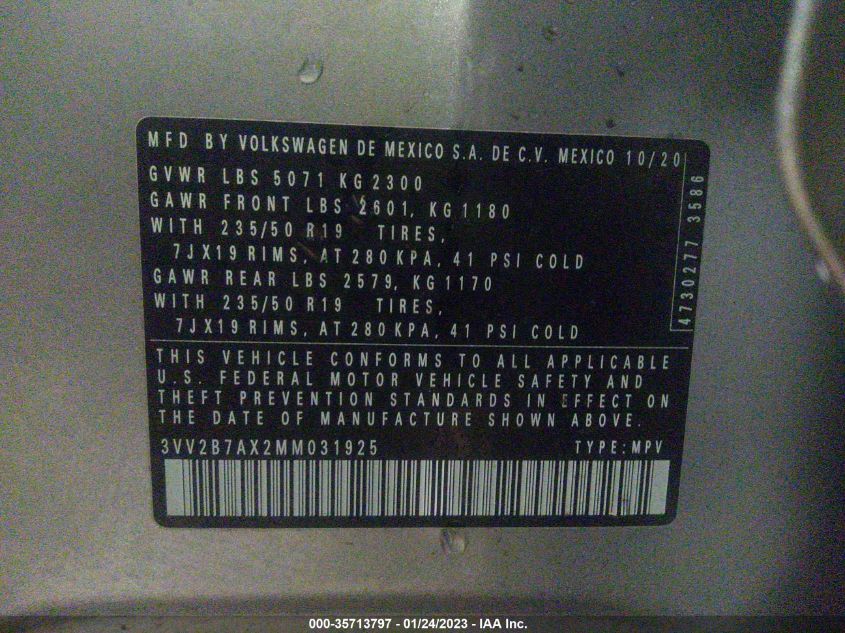 MFD BY VOLKSWAGEN DE MEXICO S.A. DE C.V. MEXICO 10/20
GVWR LBS 5071 KG 2300
GAWR FRONT LBS 2601, KG 1180
WITH 235/50 R19 TIRES,
7JX19 RIMS, AT 280 KPA, 41 PSI COLD
GAWR REAR LBS 2579, KG 1170
WITH 235/50 R19 TIRES,
7JX19 RIMS, AT 280 KPA, 41 PSI COLD
4730277 3586
THIS VEHICLE CONFORMS TO ALL APPLICABLE
U.S. FEDERAL MOTOR VEHICLE SAFETY AND
THEFT PREVENTION STANDARDS IN EFFECT ON
THE DATE OF MANUFACTURE SHOWN ABOVE.
3VV2B7AX2MM031925 TYPE: MPV
000-35713797 - 01/24/2023 - IAA Inc.